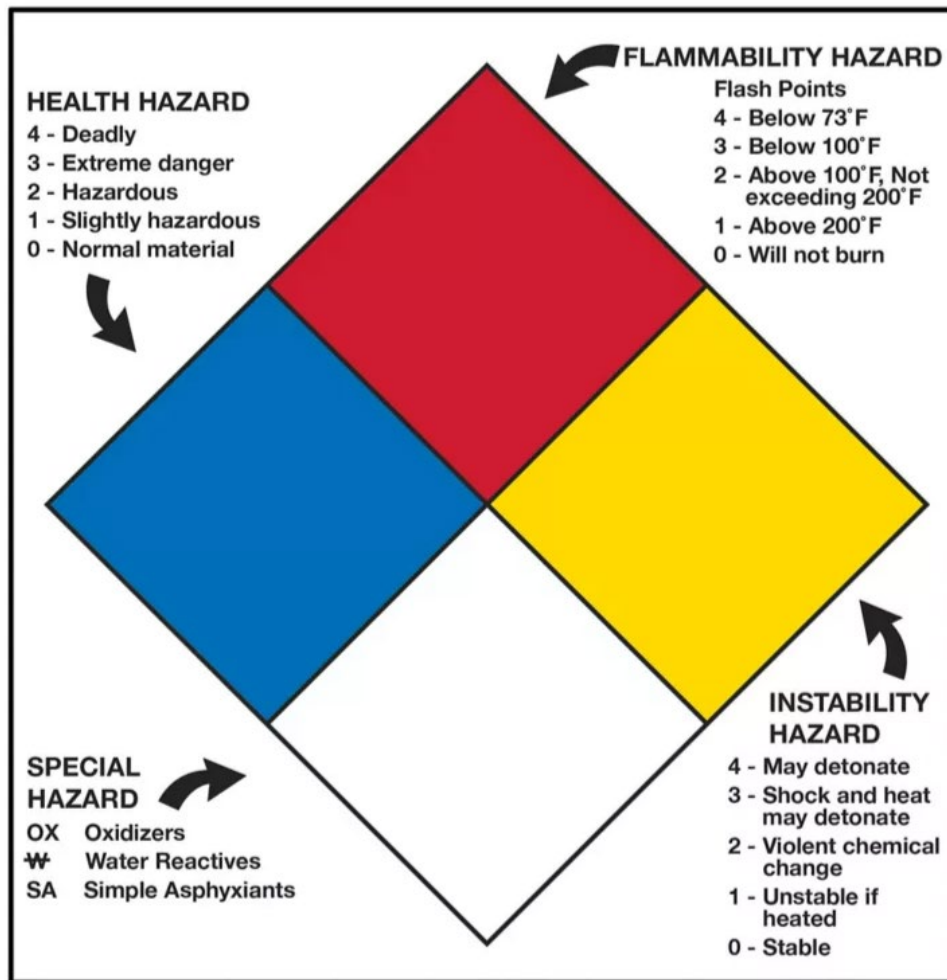 HEALTH HAZARD
4 - Deadly
3 - Extreme danger
2 - Hazardous
1 - Slightly hazardous
0 - Normal material
FLAMMABILITY HAZARD
Flash Points
4 - Below 73°F
3 - Below 100°F
2 - Above 100°F, Not
exceeding 200°F
1 - Above 200°F
0 - Will not burn
SPECIAL
HAZARD
OX Oxidizers
W̶ Water Reactives
SA Simple Asphyxiants
INSTABILITY
HAZARD
4 - May detonate
3 - Shock and heat
may detonate
2 - Violent chemical
change
1 - Unstable if
heated
0 - Stable